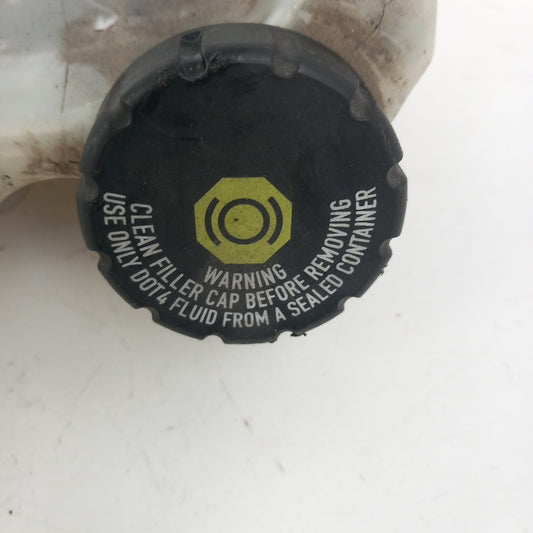 WARNING
CLEAN FILLER CAP BEFORE REMOVING
USE ONLY DOT4 FLUID FROM A SEALED CONTAINER